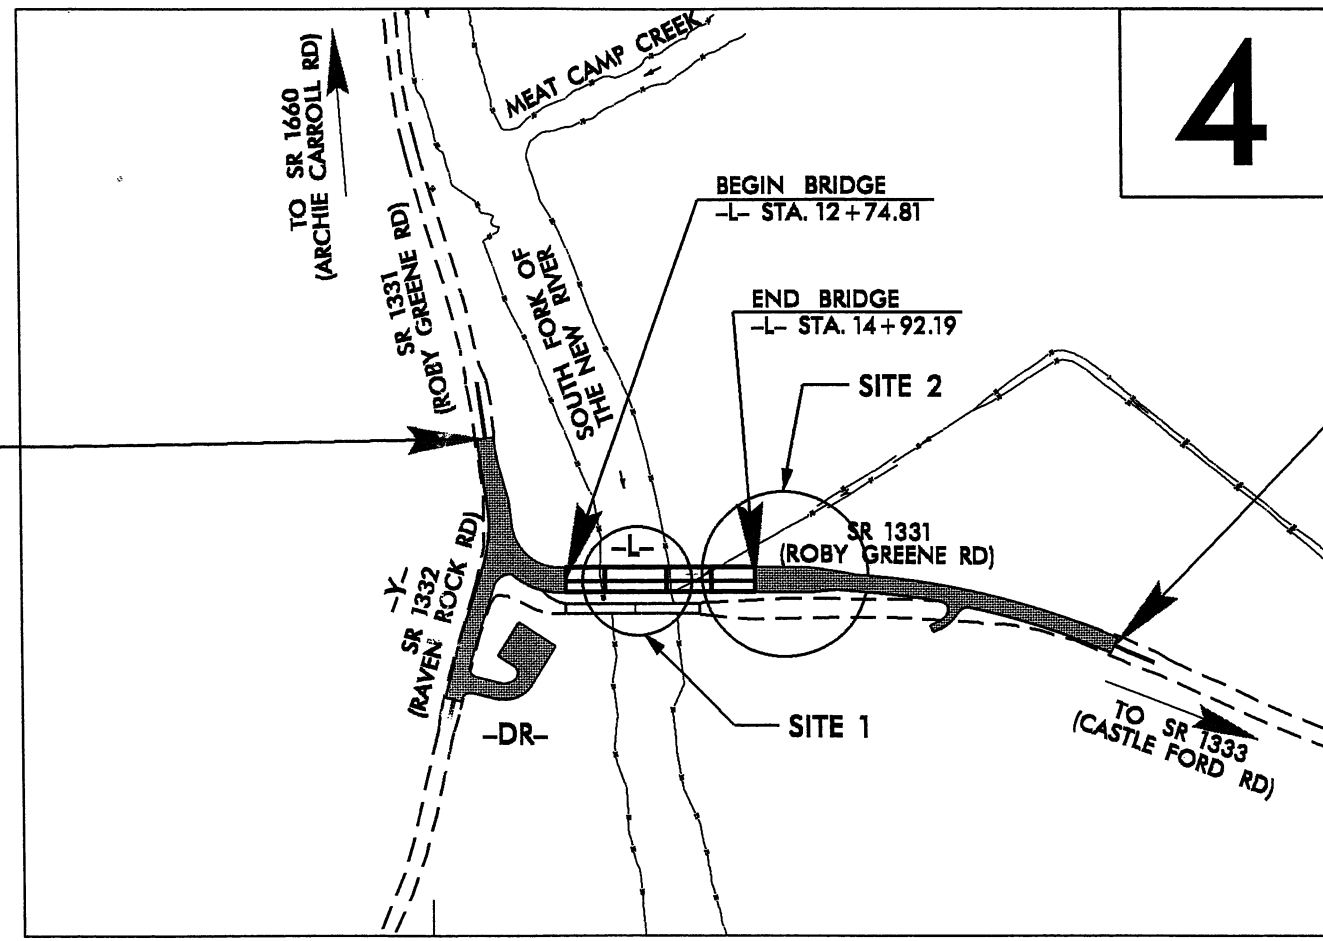 4
MEAT CAMP CREEK
TO SR 1660
(ARCHIE CARROLL RD)
BEGIN BRIDGE
-L- STA. 12+74.81
SR 1331
(ROBY GREENE RD)
SOUTH FORK OF
THE NEW RIVER
END BRIDGE
-L- STA. 14+92.19
SITE 2
-L-
SR 1331
(ROBY GREENE RD)
-Y-
SR 1332
(RAVEN ROCK RD)
-DR-
SITE 1
TO SR 1333
(CASTLE FORD RD)